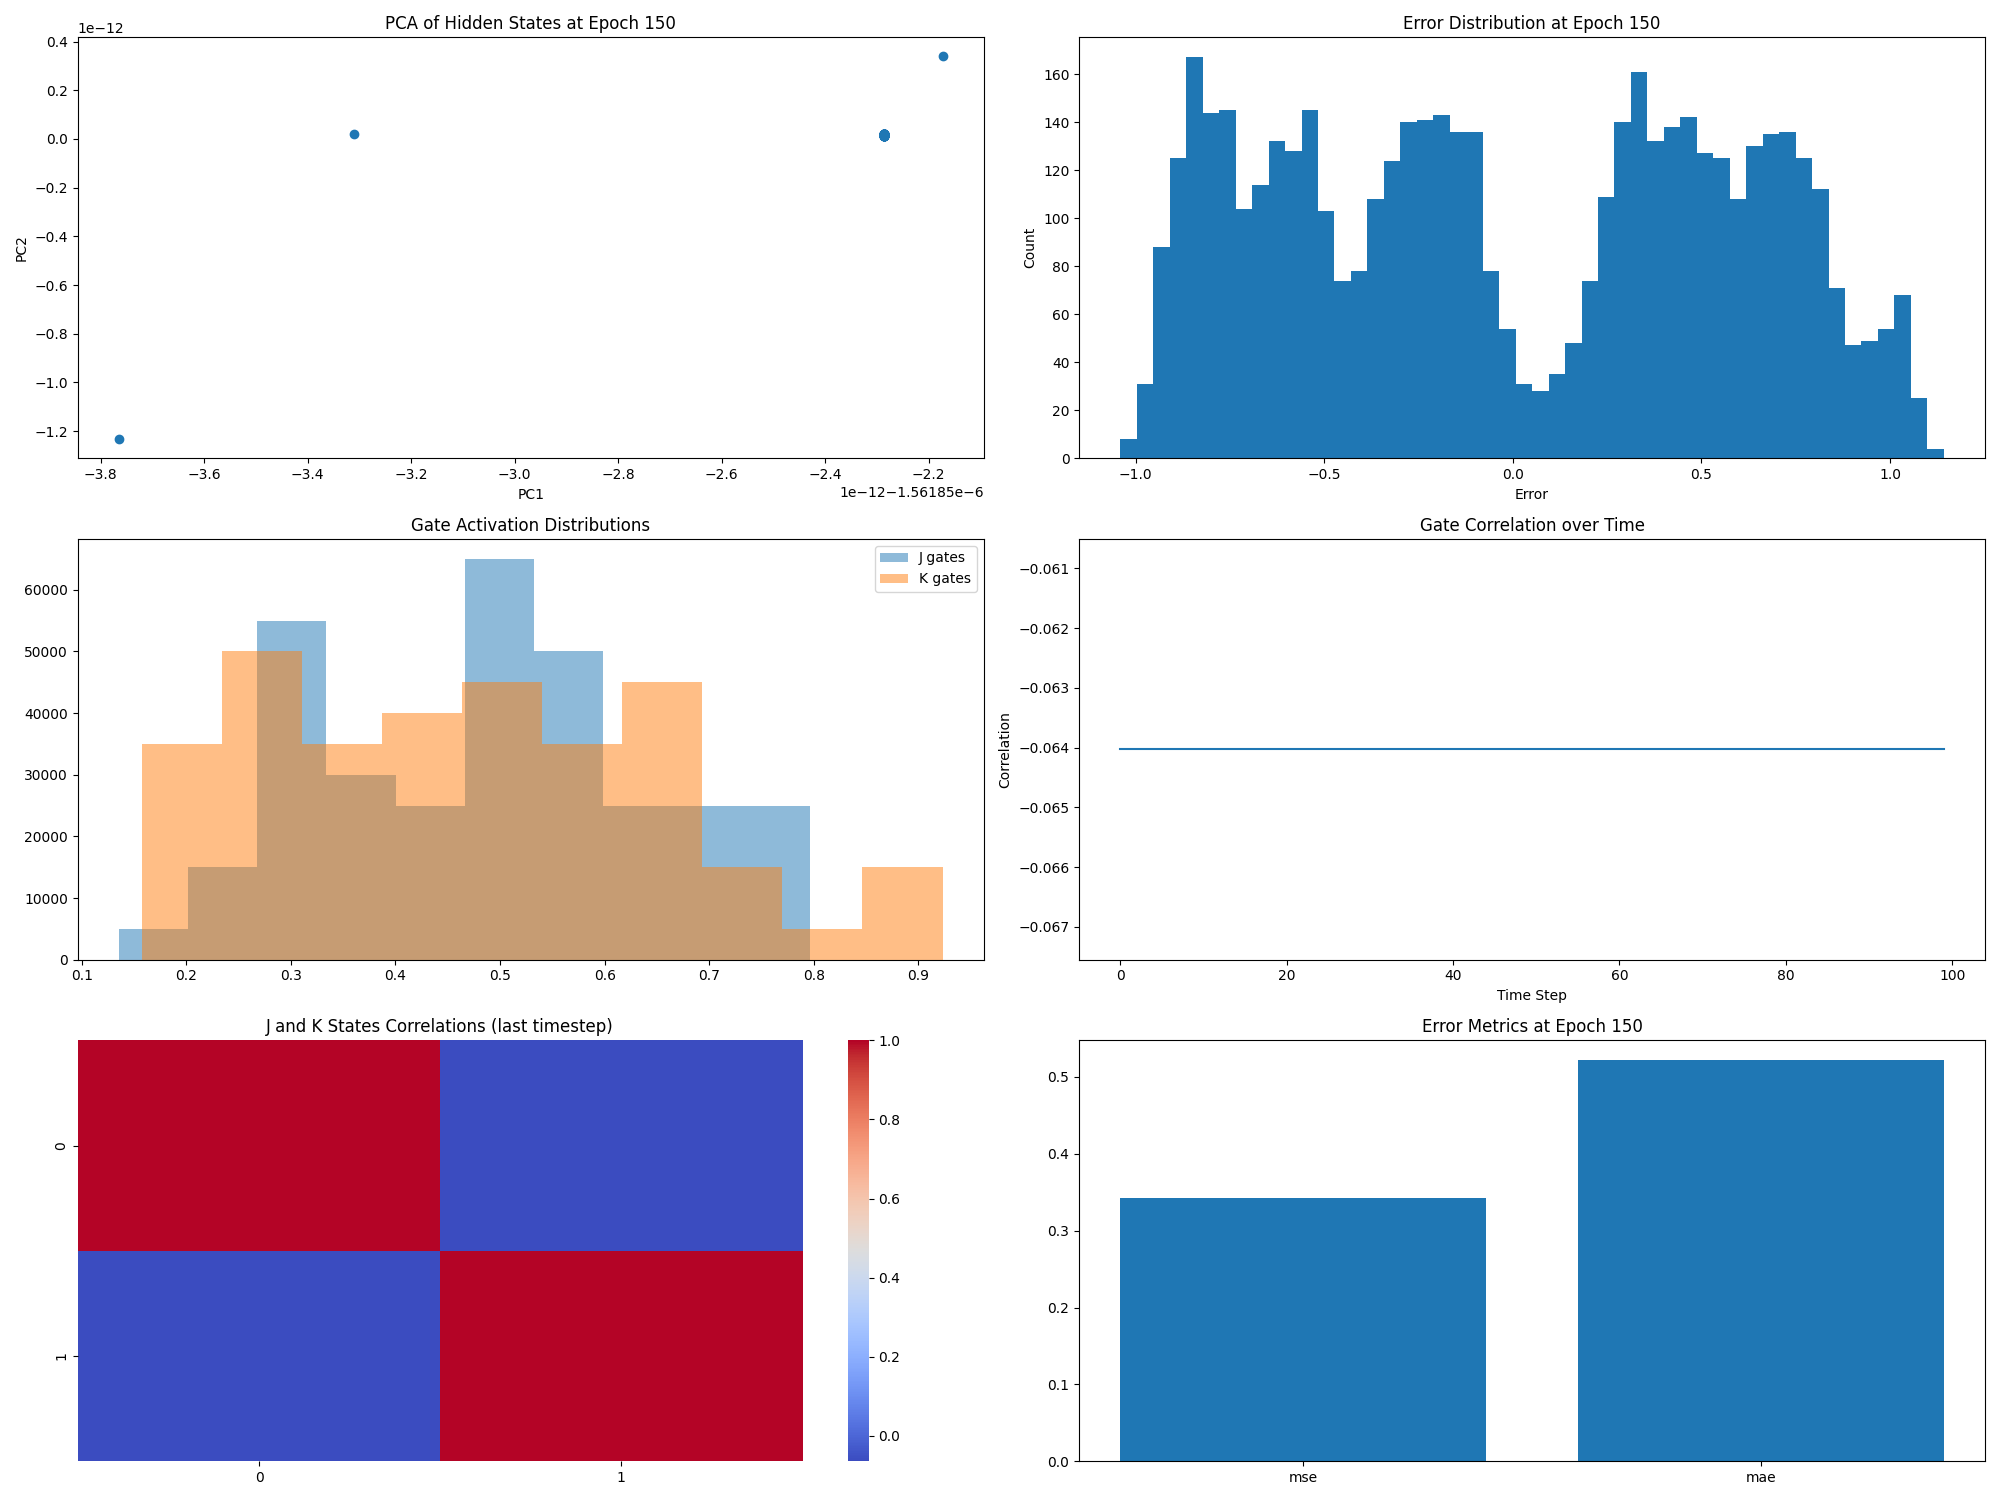 PCA of Hidden States at Epoch 150
1e−12
0.4
0.2
0.0
−0.2
−0.4
−0.6
−0.8
−1.0
−1.2
PC2
−3.8 −3.6 −3.4 −3.2 −3.0 −2.8 −2.6 −2.4 −2.2
PC1
1e−12−1.56185e−6
Error Distribution at Epoch 150
160
140
120
100
80
60
40
20
0
Count
−1.0 −0.5 0.0 0.5 1.0
Error
Gate Activation Distributions
J gates
K gates
60000
50000
40000
30000
20000
10000
0
0.1 0.2 0.3 0.4 0.5 0.6 0.7 0.8 0.9
Gate Correlation over Time
−0.061
−0.062
−0.063
−0.064
−0.065
−0.066
−0.067
Correlation
0 20 40 60 80 100
Time Step
J and K States Correlations (last timestep)
0
1
0 1
1.0
0.8
0.6
0.4
0.2
0.0
Error Metrics at Epoch 150
0.5
0.4
0.3
0.2
0.1
0.0
mse mae